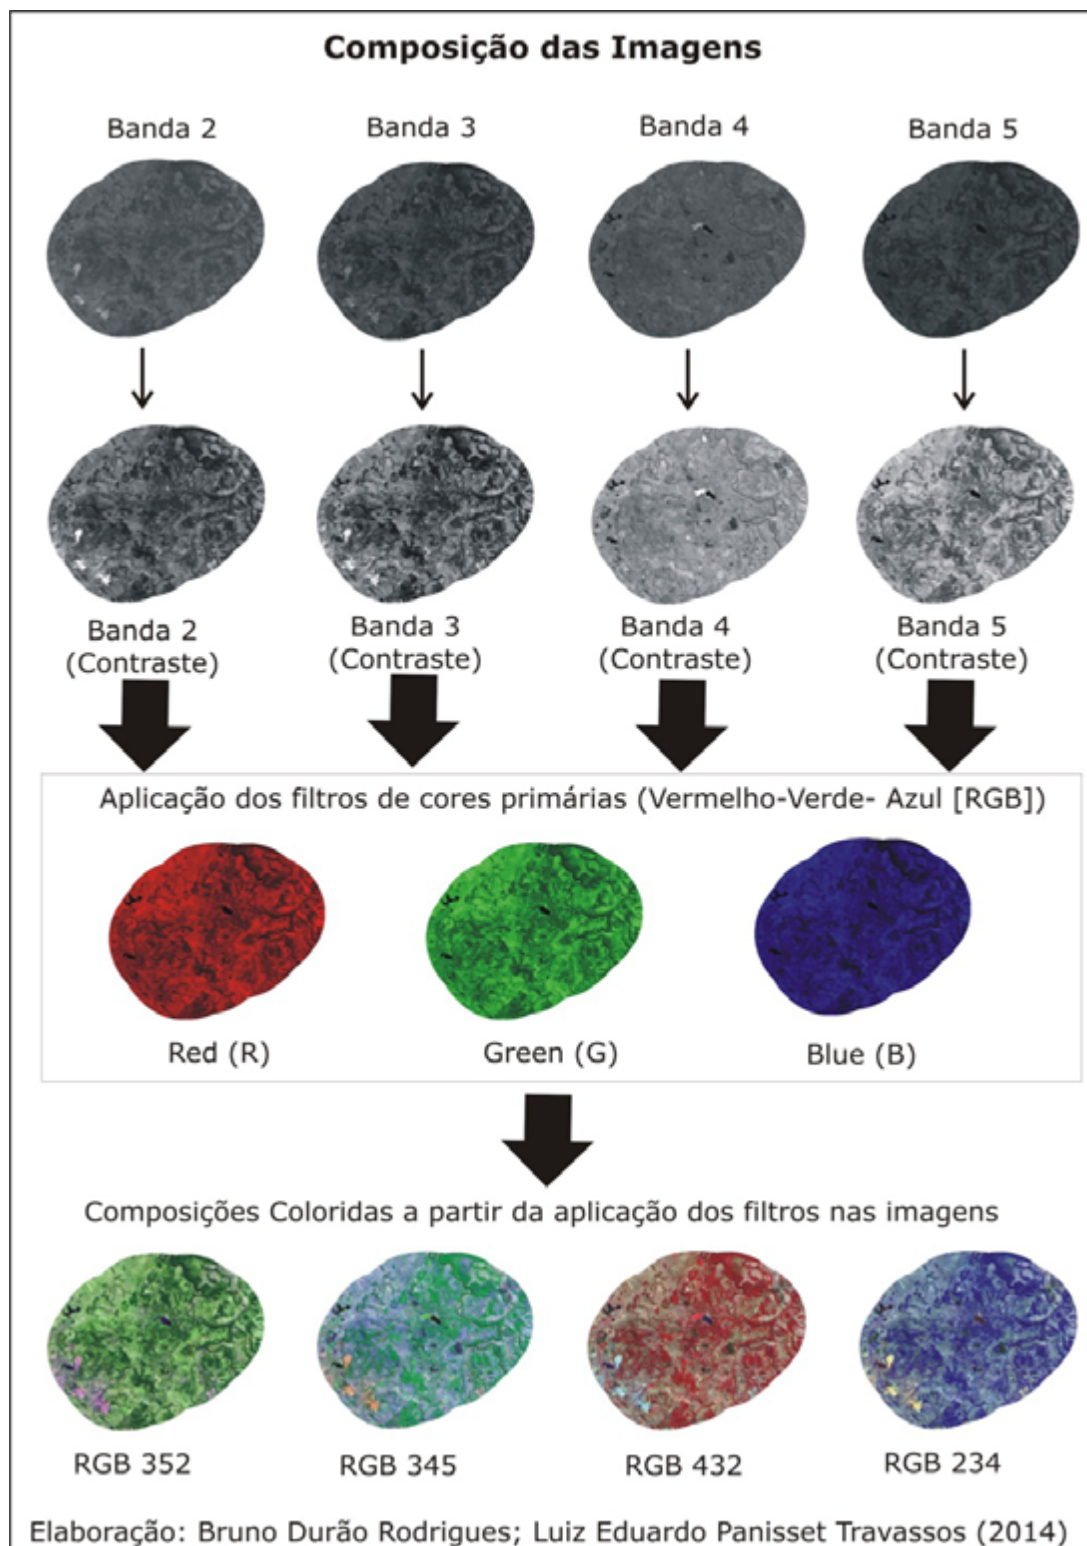 Composição das Imagens
Banda 2
Banda 3
Banda 4
Banda 5
Banda 2
(Contraste)
Banda 3
(Contraste)
Banda 4
(Contraste)
Banda 5
(Contraste)
Aplicação dos filtros de cores primárias (Vermelho-Verde- Azul [RGB])
Red (R)
Green (G)
Blue (B)
Composições Coloridas a partir da aplicação dos filtros nas imagens
RGB 352
RGB 345
RGB 432
RGB 234
Elaboração: Bruno Durão Rodrigues; Luiz Eduardo Panisset Travassos (2014)